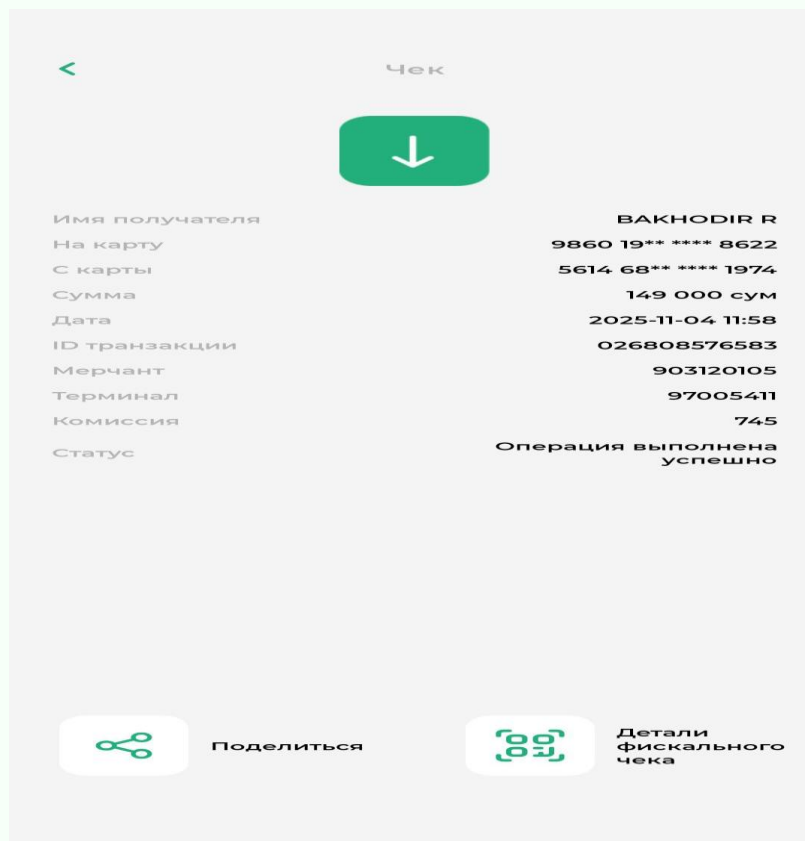 Чек
Имя получателя BAKHODIR R
На карту 9860 19** **** 8622
С карты 5614 68** **** 1974
Сумма 149 000 сум
Дата 2025-11-04 11:58
ID транзакции 026808576583
Мерчант 903120105
Терминал 97005411
Комиссия 745
Статус Операция выполнена
успешно
Поделиться
Детали
фискального
чека